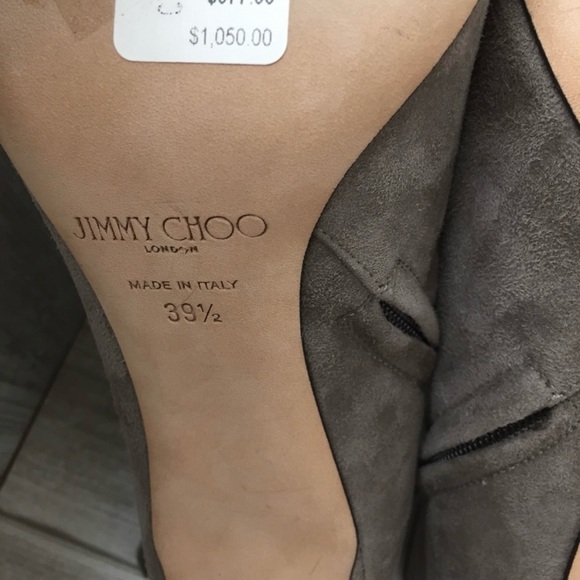 $1,050.00
JIMMY CHOO
LONDON
MADE IN ITALY
39½